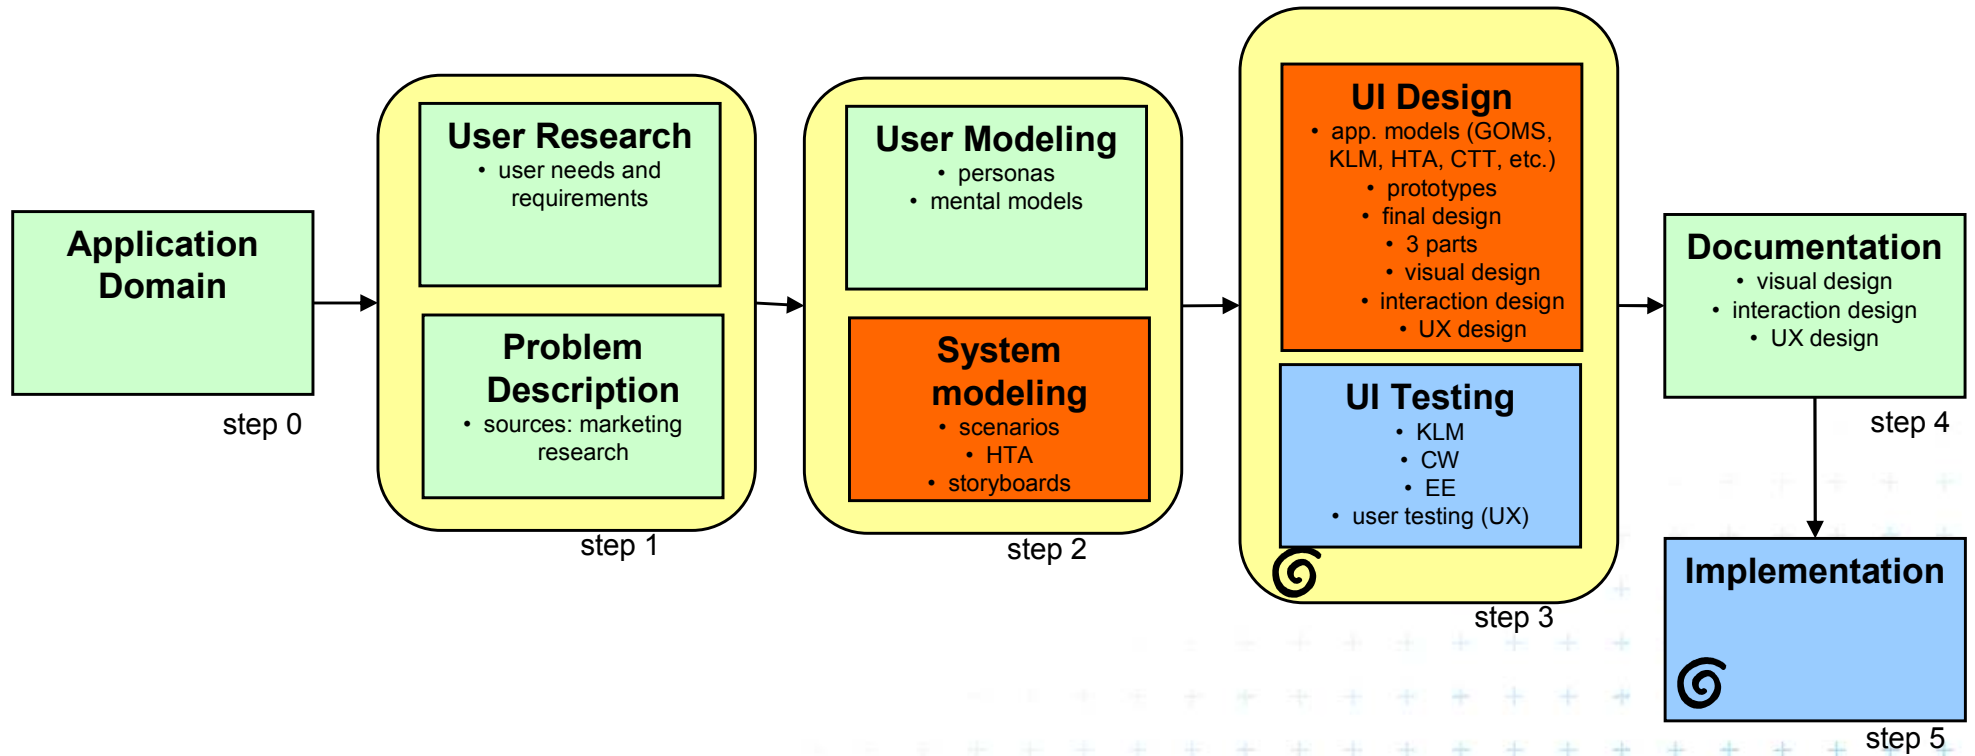 Application
Domain
step 0
User Research
• user needs and
requirements
Problem
Description
• sources: marketing
research
step 1
User Modeling
• personas
• mental models
System
modeling
• scenarios
• HTA
• storyboards
step 2
UI Design
• app. models (GOMS,
KLM, HTA, CTT, etc.)
• prototypes
• final design
• 3 parts
• visual design
• interaction design
• UX design
UI Testing
• KLM
• CW
• EE
• user testing (UX)
step 3
Documentation
• visual design
• interaction design
• UX design
step 4
Implementation
step 5